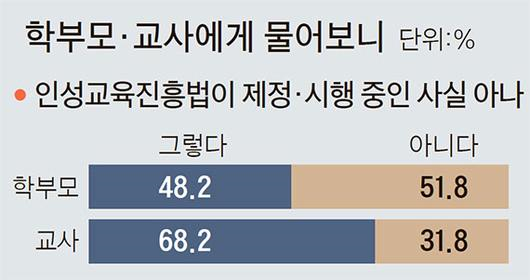 학부모·교사에게 물어보니 단위:%
• 인성교육진흥법이 제정·시행 중인 사실 아나
그렇다 아니다
학부모 48.2 51.8
교사 68.2 31.8